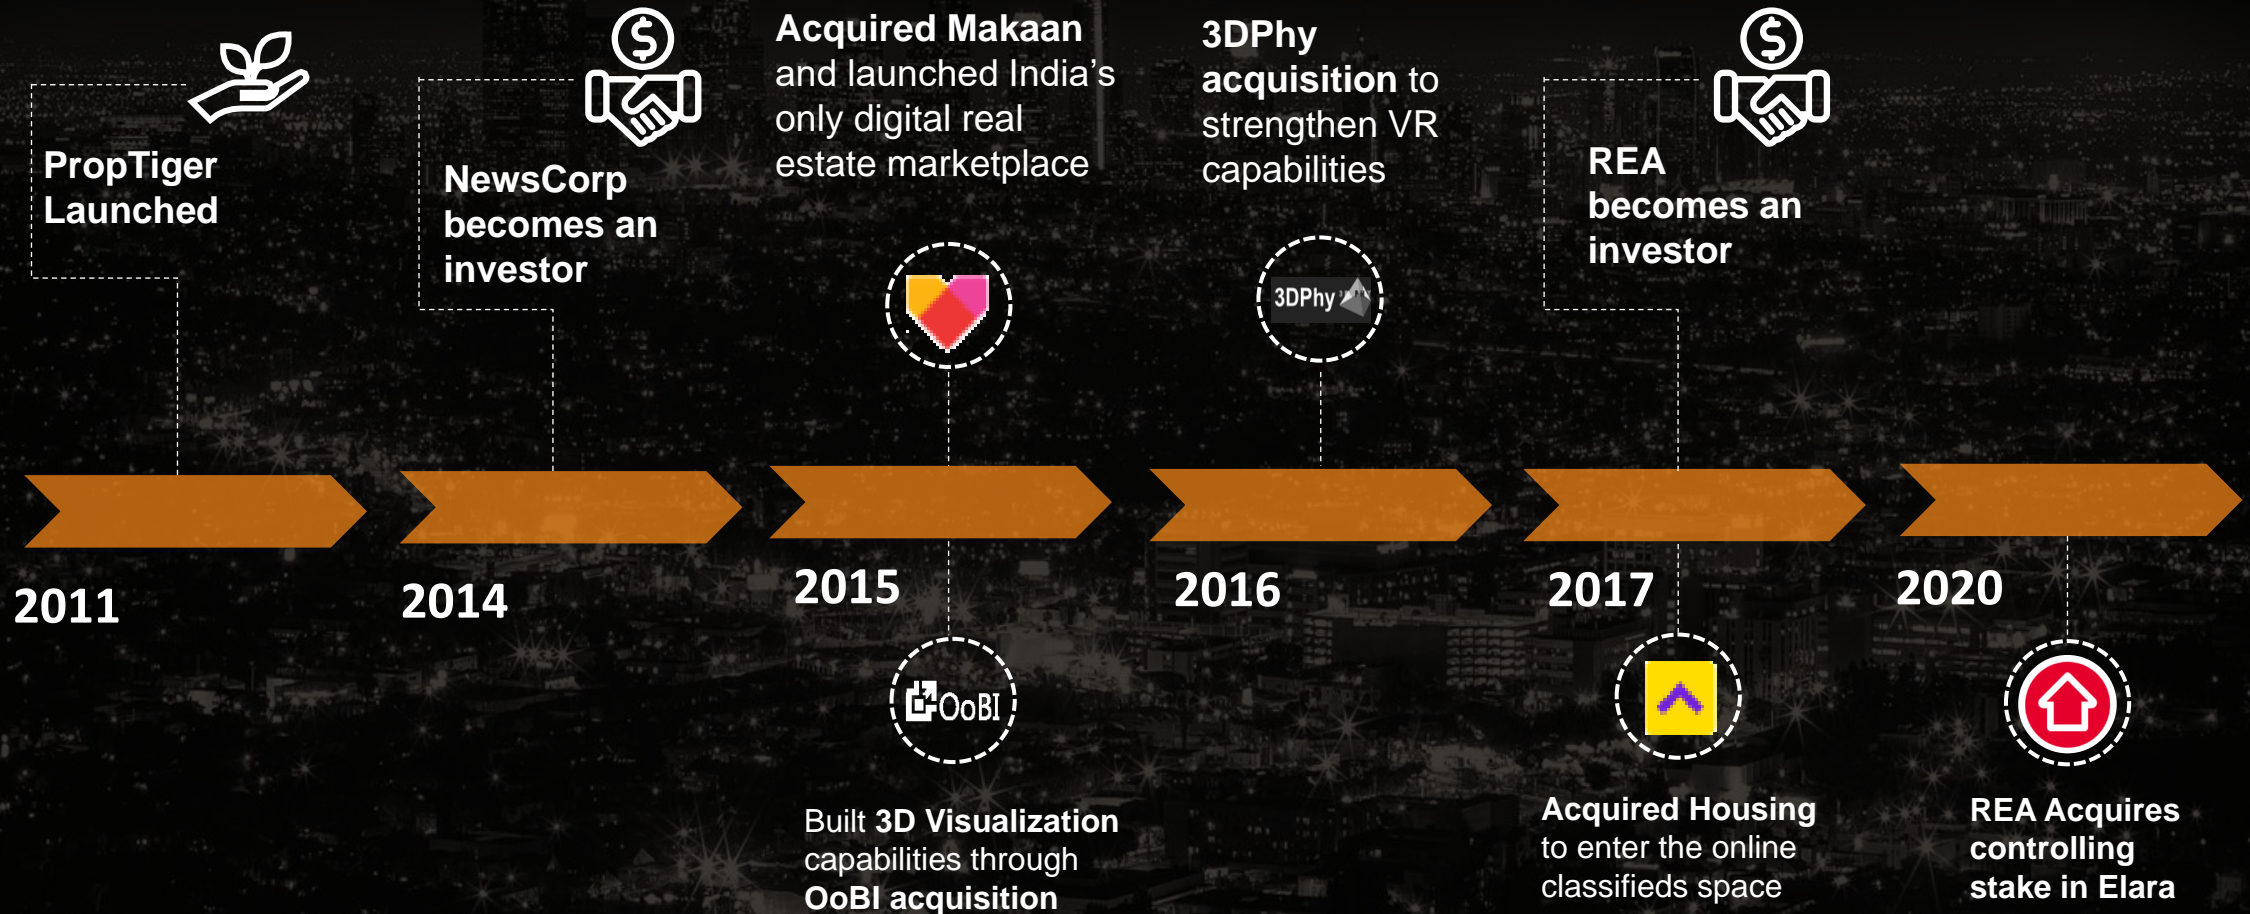 PropTiger
Launched
2011
NewsCorp
becomes an
investor
2014
Acquired Makaan
and launched India's
only digital real
estate marketplace
2015
OoBI
Built 3D Visualization
capabilities through
OoBI acquisition
3DPhy
acquisition to
strengthen VR
capabilities
3DPhy
2016
REA
becomes an
investor
2017
Acquired Housing
to enter the online
classifieds space
2020
REA Acquires
controlling
stake in Elara